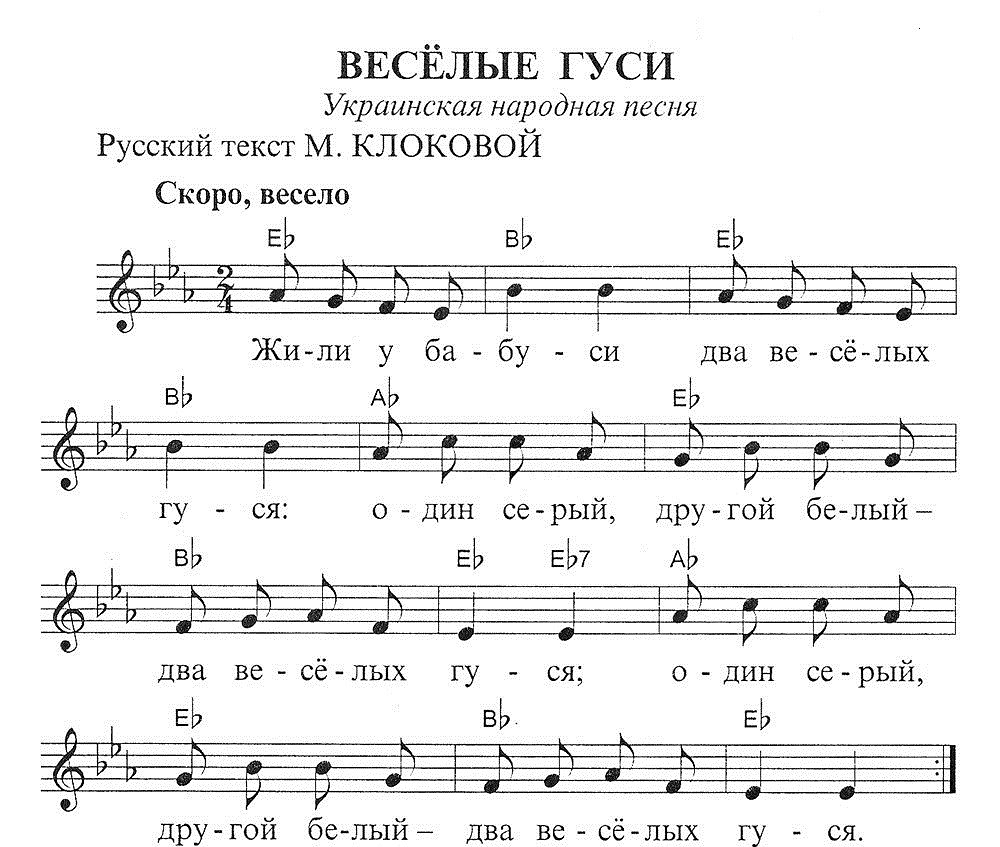 ВЕСЁЛЫЕ ГУСИ
Украинская народная песня
Русский текст М. КЛОКОВОЙ
Скоро, весело
E♭ B♭ E♭
2/4
Жи-ли у ба - бу - си два ве - сё-лых
B♭ A♭ E♭
гу - ся: о - дин се - рый, дру - гой бе-лый –
B♭ E♭ E♭7 A♭
два ве - сё - лых гу - ся; о - дин се - рый,
E♭ B♭ E♭
дру - гой бе-лый – два ве - сё - лых гу - ся.